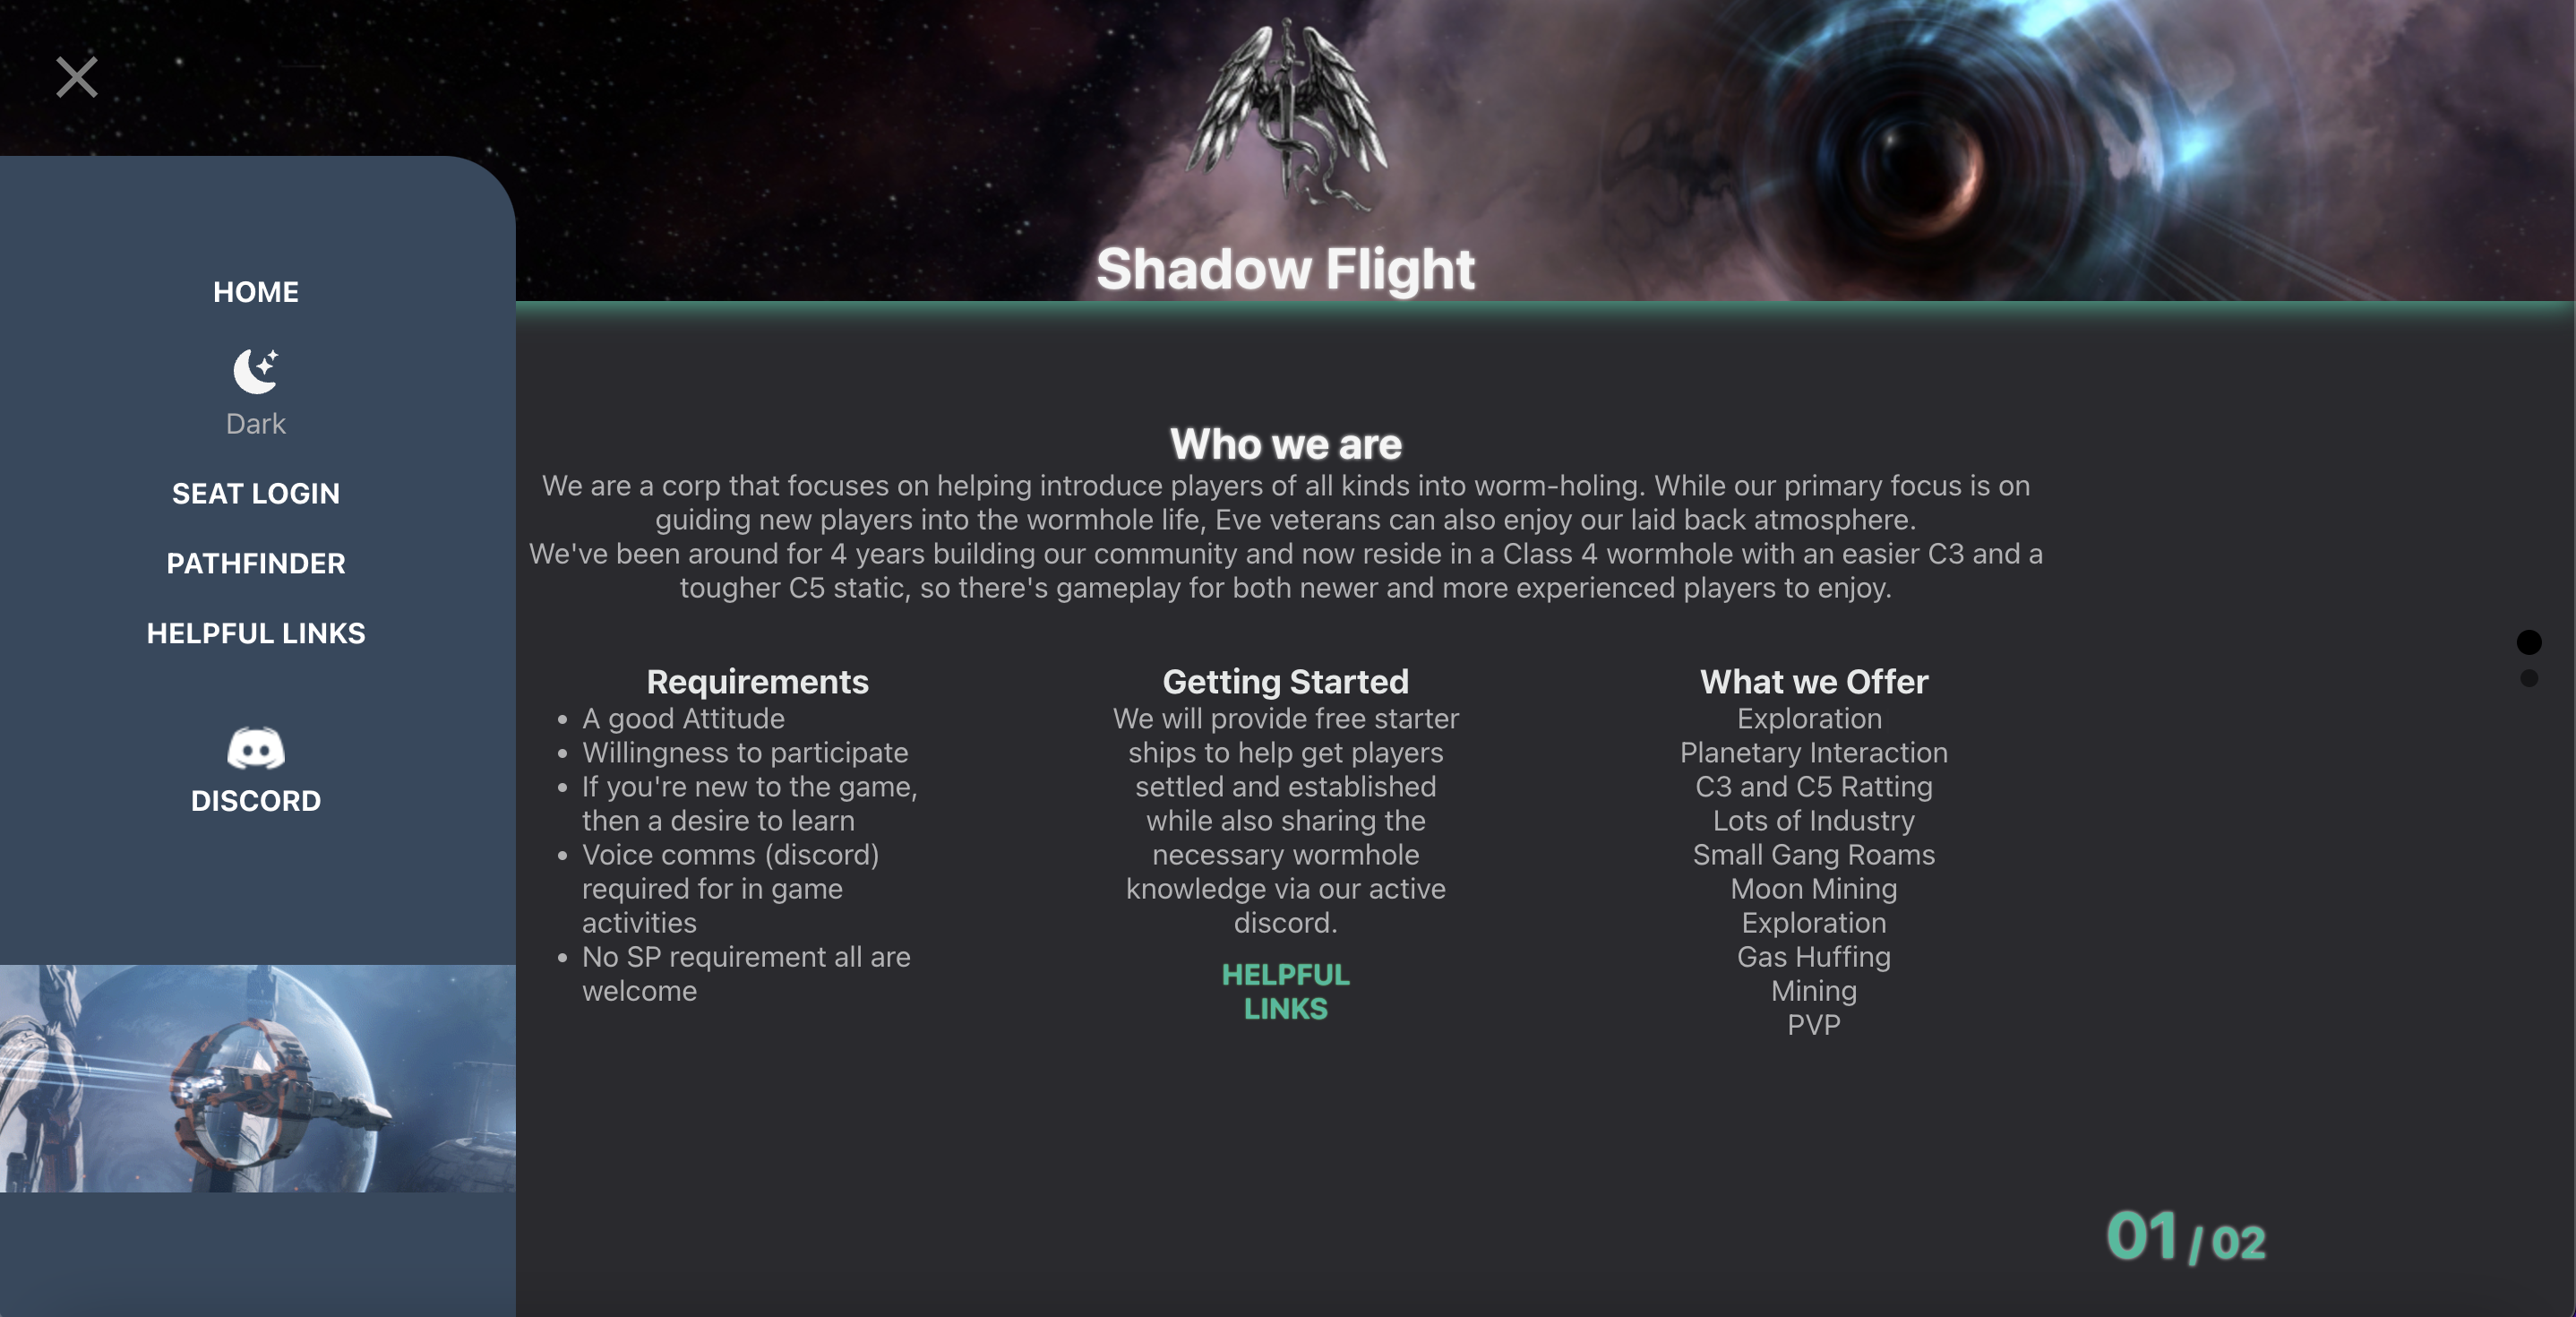 Shadow Flight
HOME
Dark
SEAT LOGIN
PATHFINDER
HELPFUL LINKS
DISCORD
Who we are
We are a corp that focuses on helping introduce players of all kinds into worm-holing. While our primary focus is on
guiding new players into the wormhole life, Eve veterans can also enjoy our laid back atmosphere.
We've been around for 4 years building our community and now reside in a Class 4 wormhole with an easier C3 and a
tougher C5 static, so there's gameplay for both newer and more experienced players to enjoy.
Requirements
• A good Attitude
• Willingness to participate
• If you're new to the game,
then a desire to learn
• Voice comms (discord)
required for in game
activities
• No SP requirement all are
welcome
Getting Started
We will provide free starter
ships to help get players
settled and established
while also sharing the
necessary wormhole
knowledge via our active
discord.
HELPFUL
LINKS
What we Offer
Exploration
Planetary Interaction
C3 and C5 Ratting
Lots of Industry
Small Gang Roams
Moon Mining
Exploration
Gas Huffing
Mining
PVP
01 / 02